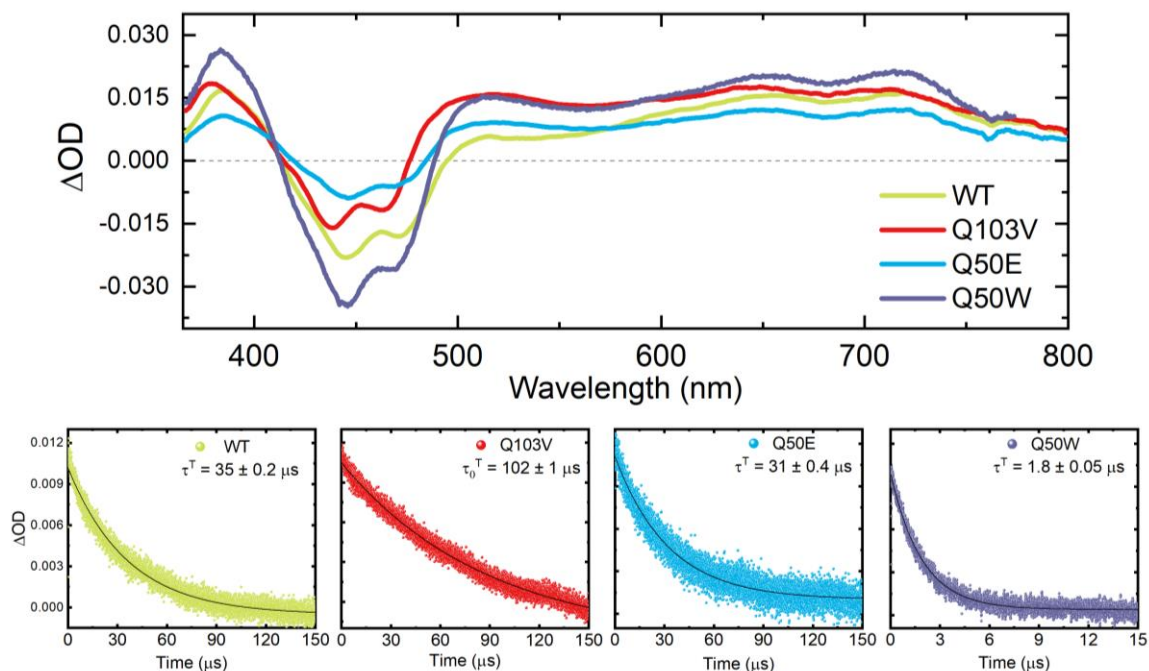 0.030
0.015
0.000
-0.015
-0.030
ΔOD
WT
Q103V
Q50E
Q50W
400 500 600 700 800
Wavelength (nm)
0.012
0.009
0.006
0.003
0.000
ΔOD
WT
τᵀ = 35 ± 0.2 μs
0 30 60 90 120 150
Time (μs)
Q103V
τ₀ᵀ = 102 ± 1 μs
0 30 60 90 120 150
Time (μs)
Q50E
τᵀ = 31 ± 0.4 μs
0 30 60 90 120 150
Time (μs)
Q50W
τᵀ = 1.8 ± 0.05 μs
0 3 6 9 12 15
Time (μs)